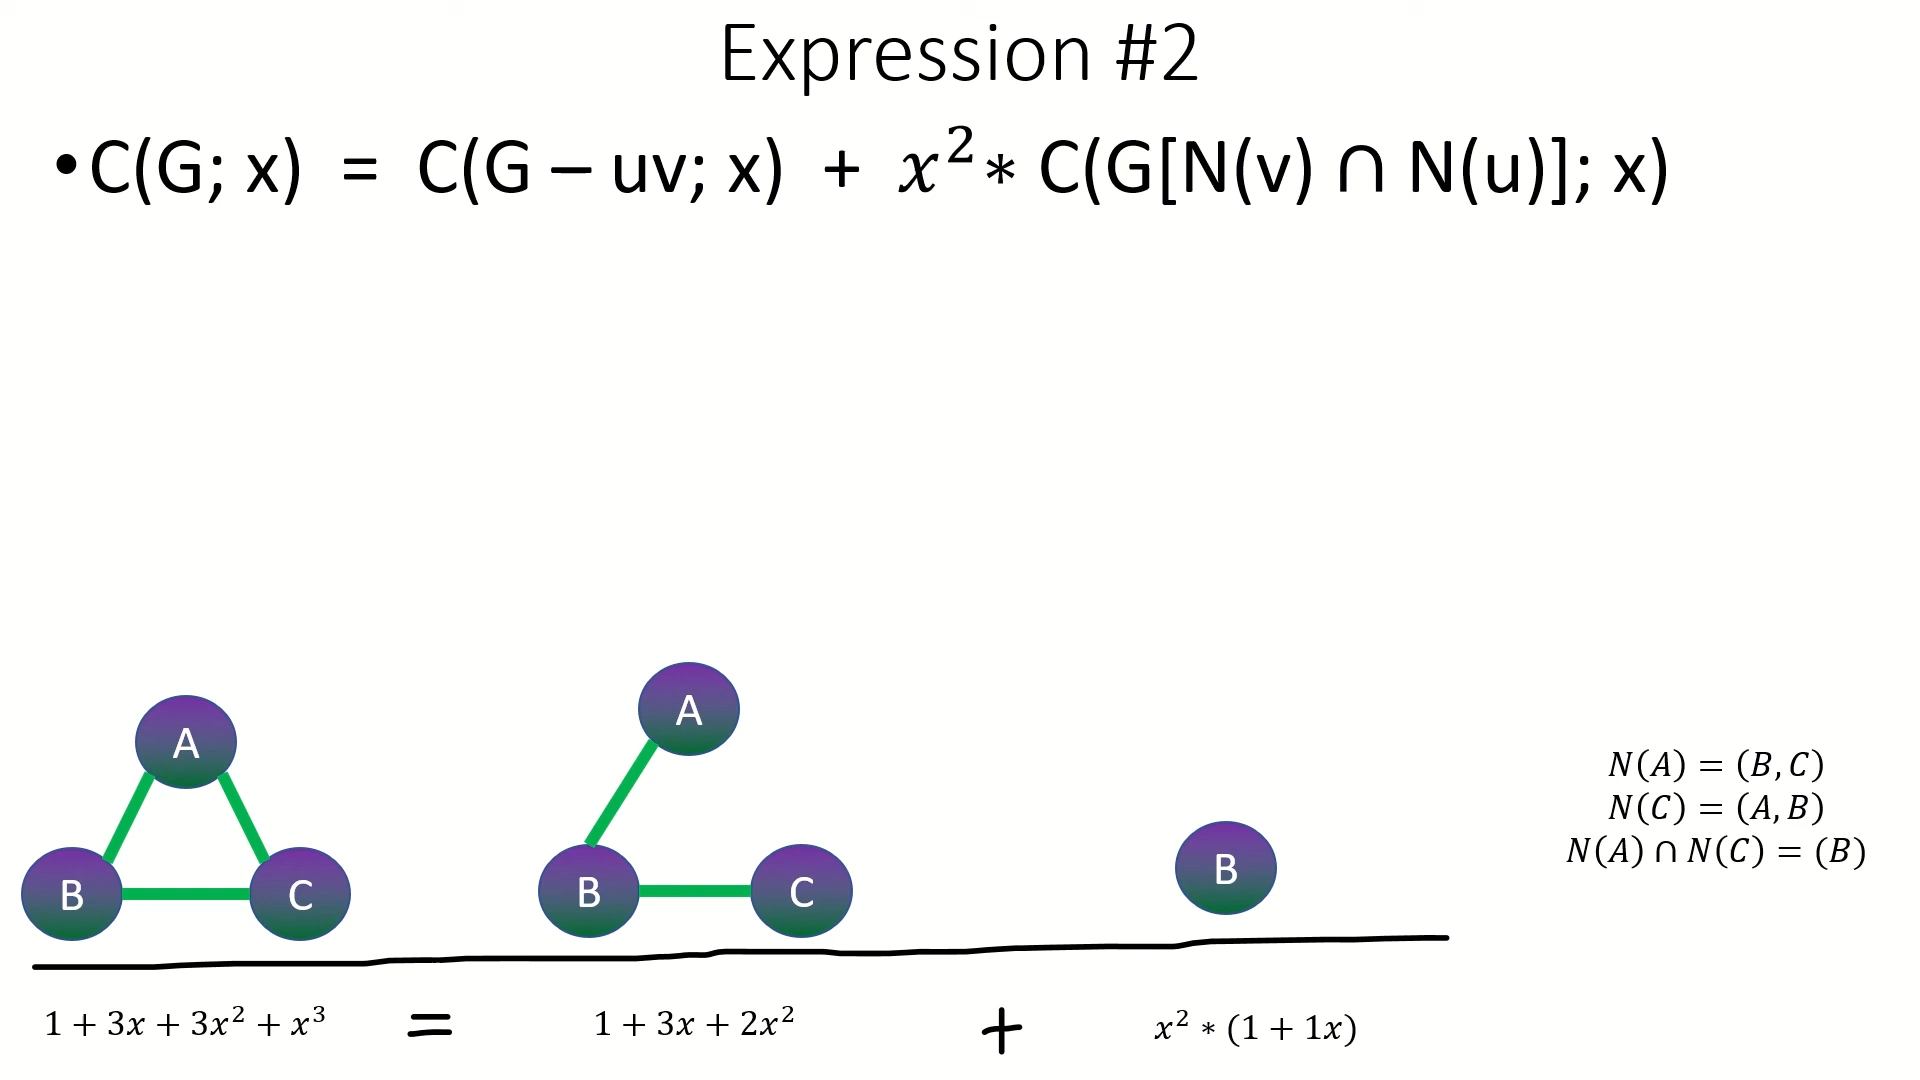 Expression #2
•C(G; x) = C(G – uv; x) + x² * C(G[N(v) ∩ N(u)]; x)
A
A
B
C
B
C
B
N(A) = (B, C)
N(C) = (A, B)
N(A) ∩ N(C) = (B)
1 + 3x + 3x² + x³ = 1 + 3x + 2x² + x² * (1 + 1x)